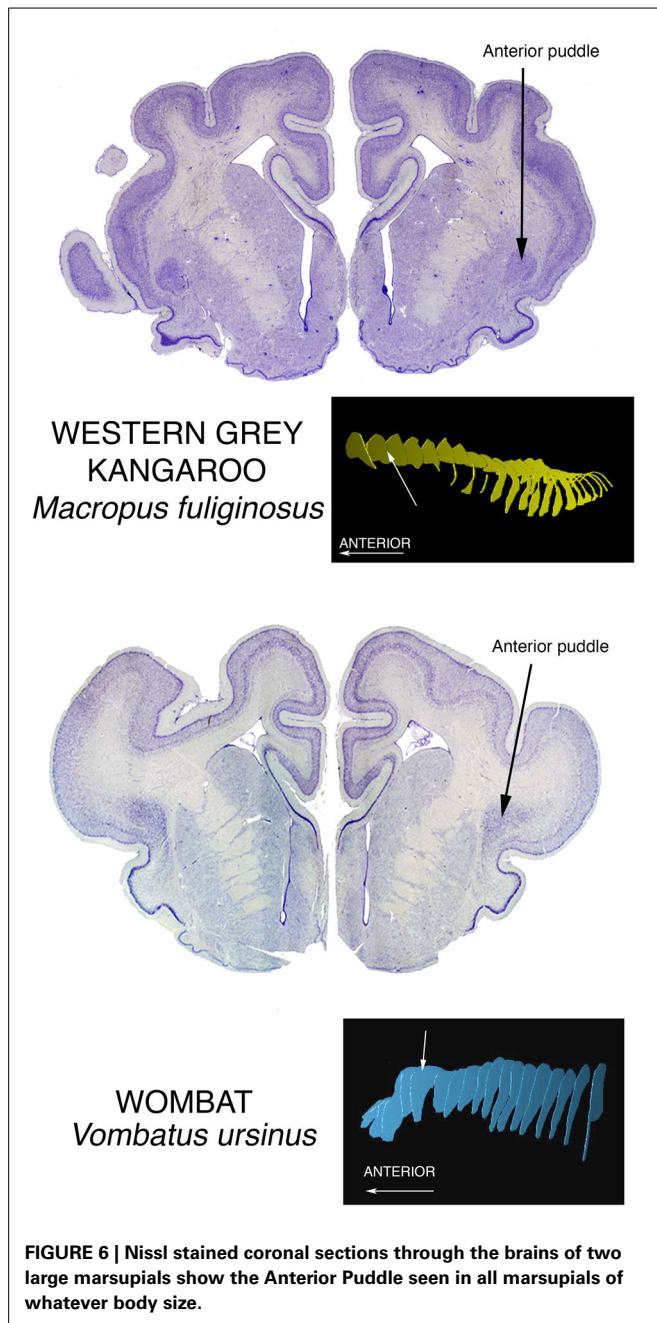 Anterior puddle
WESTERN GREY
KANGAROO
Macropus fuliginosus
ANTERIOR
Anterior puddle
WOMBAT
Vombatus ursinus
ANTERIOR
FIGURE 6 | Nissl stained coronal sections through the brains of two
large marsupials show the Anterior Puddle seen in all marsupials of
whatever body size.